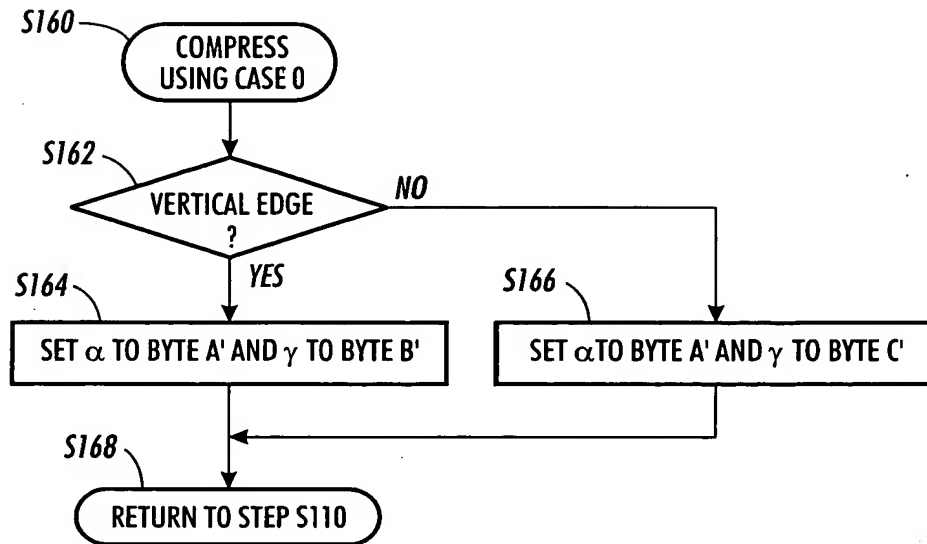 S160
COMPRESS
USING CASE 0
S162
VERTICAL EDGE
?
NO
YES
S164
SET α TO BYTE A' AND γ TO BYTE B'
S166
SET αTO BYTE A' AND γ TO BYTE C'
S168
RETURN TO STEP S110